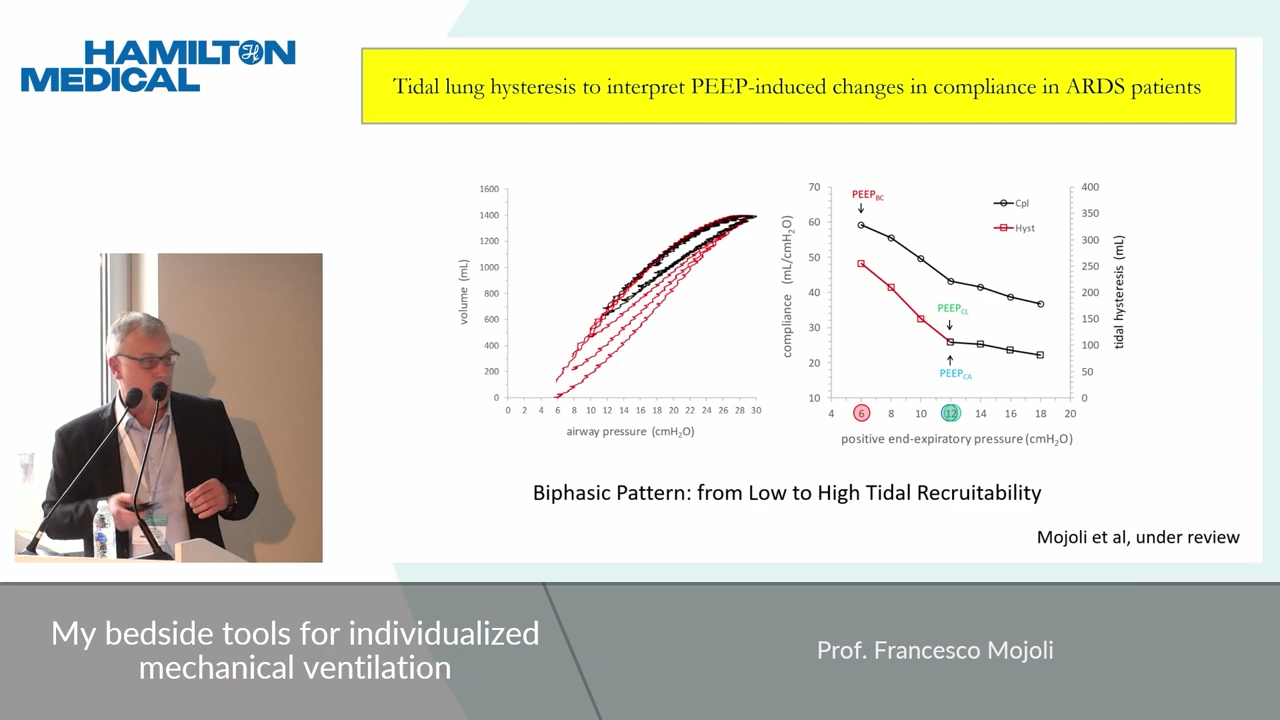 HAMILTON
MEDICAL
Tidal lung hysteresis to interpret PEEP-induced changes in compliance in ARDS patients
1600
1400
1200
1000
800
600
400
200
0
volume (mL)
0 2 4 6 8 10 12 14 16 18 20 22 24 26 28 30
airway pressure (cmH2O)
70
60
50
40
30
20
10
compliance (mL/cmH2O)
PEEPBC
Cpl
Hyst
PEEPCL
PEEPCA
400
350
300
250
200
150
100
50
0
tidal hysteresis (mL)
4 6 8 10 12 14 16 18 20
positive end-expiratory pressure (cmH2O)
Biphasic Pattern: from Low to High Tidal Recruitability
Mojoli et al, under review
My bedside tools for individualized
mechanical ventilation
Prof. Francesco Mojoli